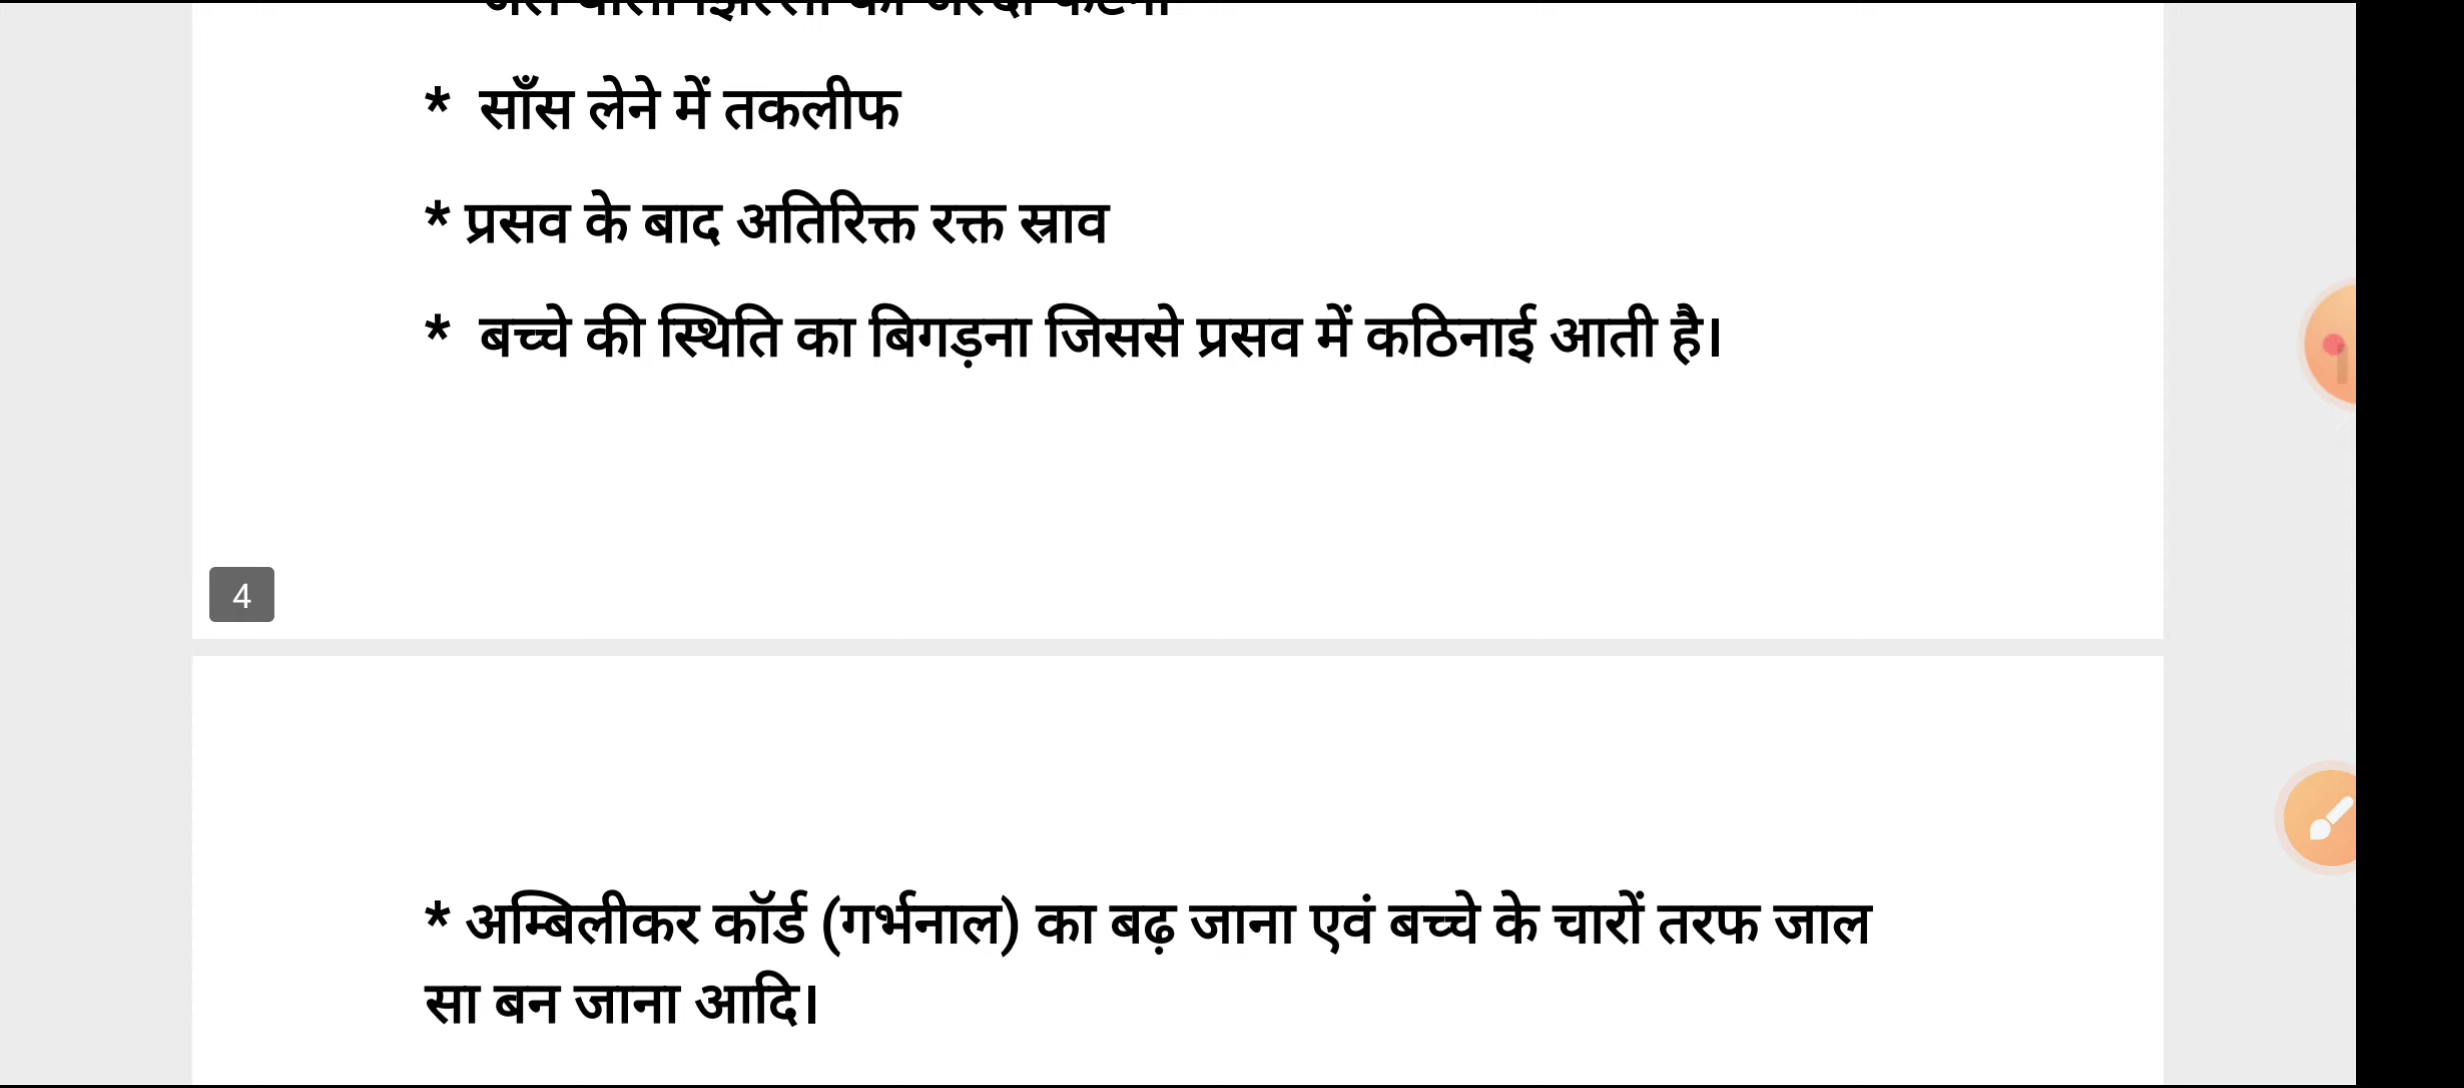 * साँस लेने में तकलीफ
* प्रसव के बाद अतिरिक्त रक्त स्राव
* बच्चे की स्थिति का बिगड़ना जिससे प्रसव में कठिनाई आती है।
4
* अम्बिलीकर कॉर्ड (गर्भनाल) का बढ़ जाना एवं बच्चे के चारों तरफ जाल
सा बन जाना आदि।